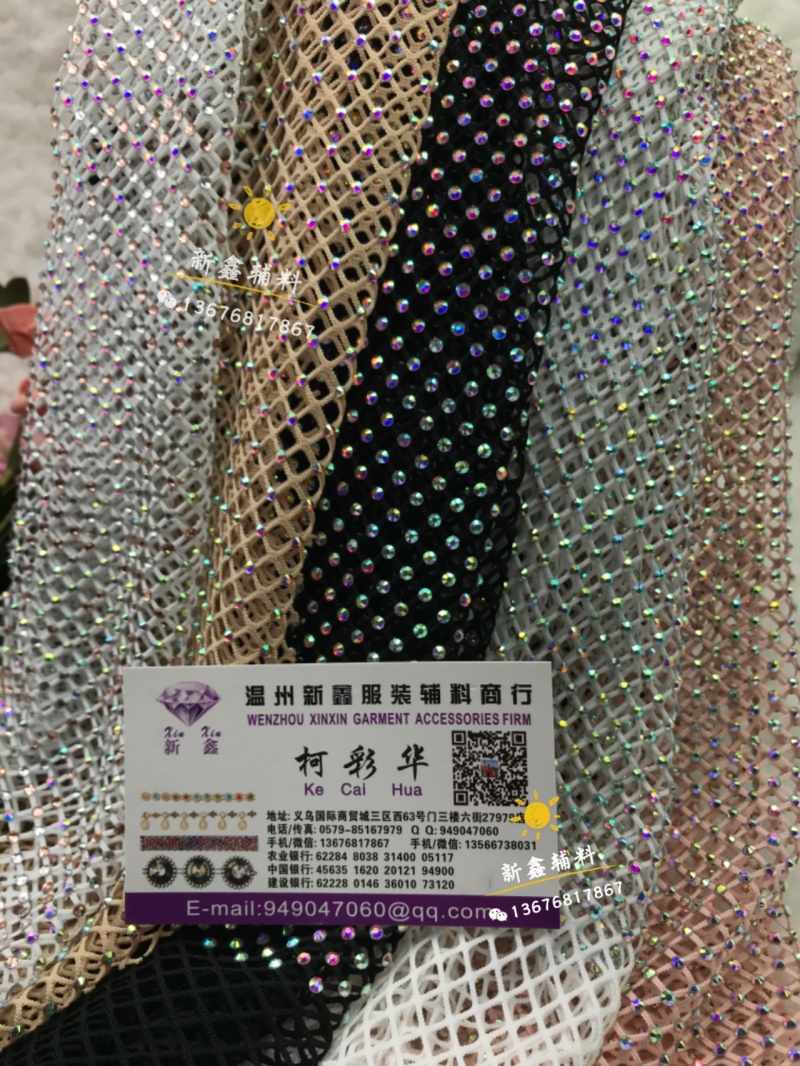 新鑫辅料
13676817867
温州新鑫服装辅料商行
WENZHOU XINXIN GARMENT ACCESSORIES FIRM
Xin Xin
新 鑫
柯彩华
Ke Cai Hua
地址: 义乌国际商贸城三区西63号门三楼六街27979
电话/传真: 0579-85167979 Q Q: 949047060
手机/微信: 13676817867 手机/微信: 13566738031
农业银行: 62284 8038 31400 05117
中国银行: 45635 1620 20121 94900
建设银行: 62228 0146 36010 73120
E-mail:949047060@qq.com
新鑫辅料
13676817867